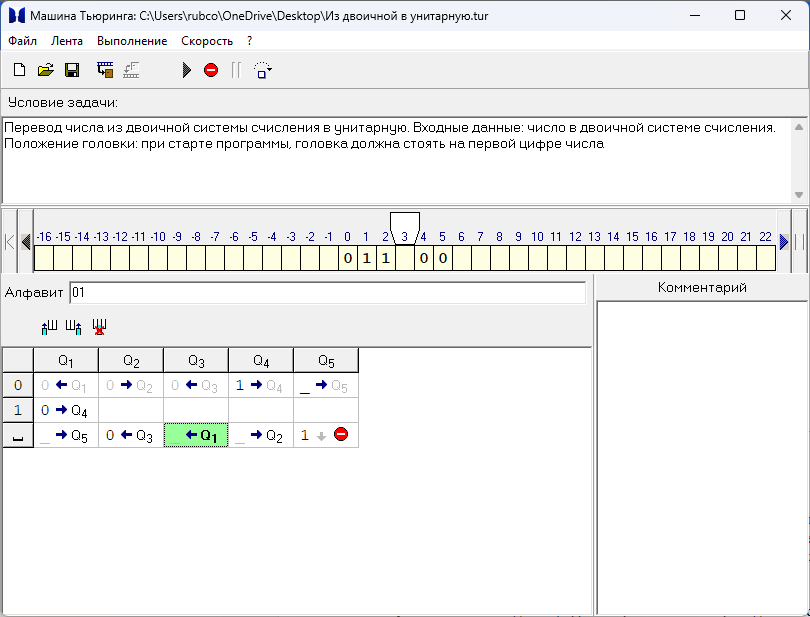 Машина Тьюринга: C:\Users\rubco\OneDrive\Desktop\Из двоичной в унитарную.tur
Файл Лента Выполнение Скорость ?
Условие задачи:
Перевод числа из двоичной системы счисления в унитарную. Входные данные: число в двоичной системе счисления.
Положение головки: при старте программы, головка должна стоять на первой цифре числа
-16 -15 -14 -13 -12 -11 -10 -9 -8 -7 -6 -5 -4 -3 -2 -1 0 1 2 3 4 5 6 7 8 9 10 11 12 13 14 15 16 17 18 19 20 21 22
0 1 1 0 0
Алфавит 01
Комментарий
Q1 Q2 Q3 Q4 Q5
0 0 ← Q1 0 → Q2 0 ← Q3 1 → Q4 _ → Q5
1 0 → Q4
␣ _ → Q5 0 ← Q3 _ ← Q1 _ → Q2 1 ↓